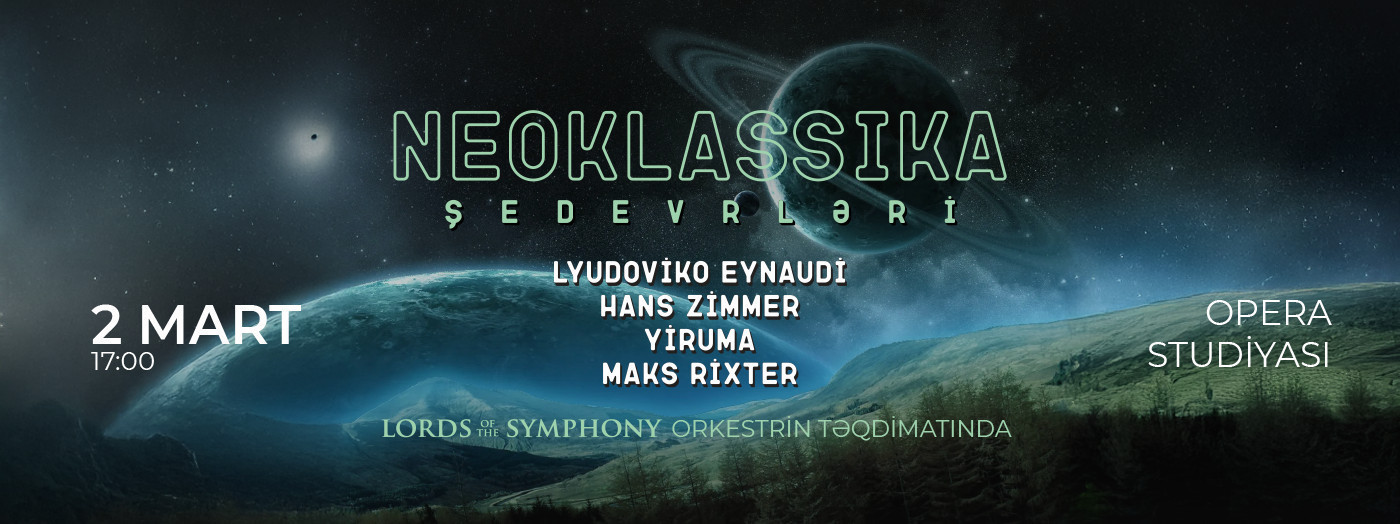 NEOKLASSIKA
ŞEDEVRLƏRİ
LYUDOVİKO EYNAUDİ
HANS ZİMMER
YİRUMA
MAKS RİXTER
2 MART
17:00
OPERA
STUDİYASI
LORDS OF THE SYMPHONY ORKESTRİN TƏQDİMATINDA